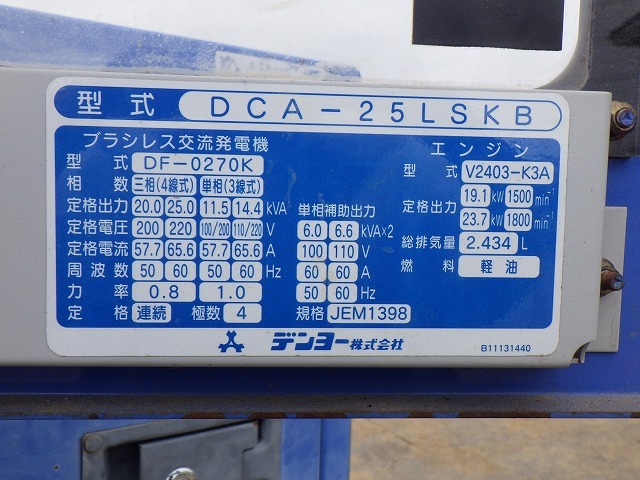 型式 DCA-25LSKB
ブラシレス交流発電機
型式 DF-0270K
相数 三相(4線式) 単相(3線式)
定格出力 20.0 25.0 11.5 14.4 kVA
定格電圧 200 220 100/200 110/220 V
定格電流 57.7 65.6 57.7 65.6 A
周波数 50 60 50 60 Hz
力率 0.8 1.0
定格 連続 極数 4
単相補助出力
6.0 6.6 kVA×2
100 110 V
60 60 A
50 60 Hz
規格 JEM1398
エンジン
型式 V2403-K3A
定格出力 19.1 kW 1500 min⁻¹
23.7 kW 1800 min⁻¹
総排気量 2.434 L
燃料 軽油
デンヨー株式会社
B11131440